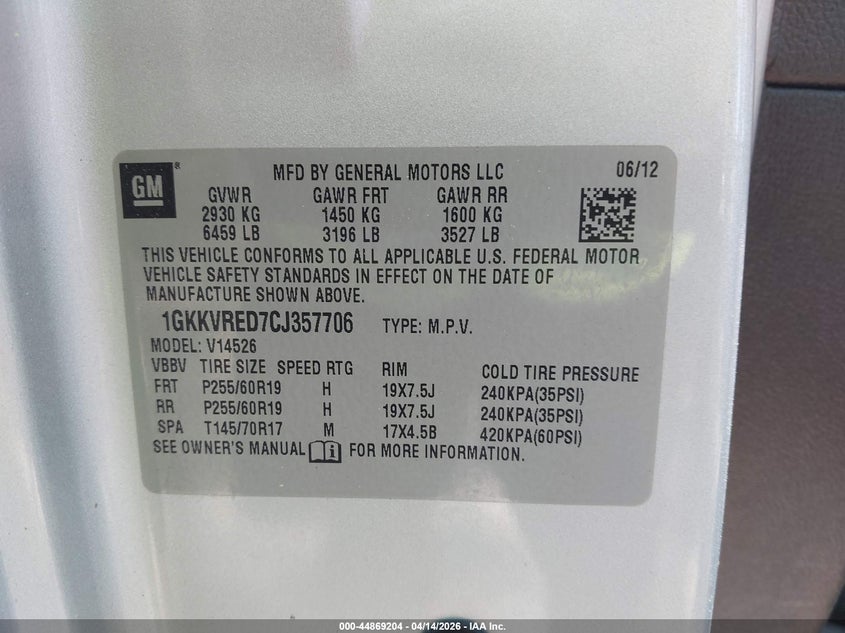 GM ®
MFD BY GENERAL MOTORS LLC 06/12
GVWR GAWR FRT GAWR RR
2930 KG 1450 KG 1600 KG
6459 LB 3196 LB 3527 LB
THIS VEHICLE CONFORMS TO ALL APPLICABLE U.S. FEDERAL MOTOR
VEHICLE SAFETY STANDARDS IN EFFECT ON THE DATE OF
MANUFACTURE SHOWN ABOVE.
1GKKVRED7CJ357706 TYPE: M.P.V.
MODEL: V14526
VBBV TIRE SIZE SPEED RTG RIM COLD TIRE PRESSURE
FRT P255/60R19 H 19X7.5J 240KPA(35PSI)
RR P255/60R19 H 19X7.5J 240KPA(35PSI)
SPA T145/70R17 M 17X4.5B 420KPA(60PSI)
SEE OWNER'S MANUAL i FOR MORE INFORMATION.
000-44869204 - 04/14/2026 - IAA Inc.